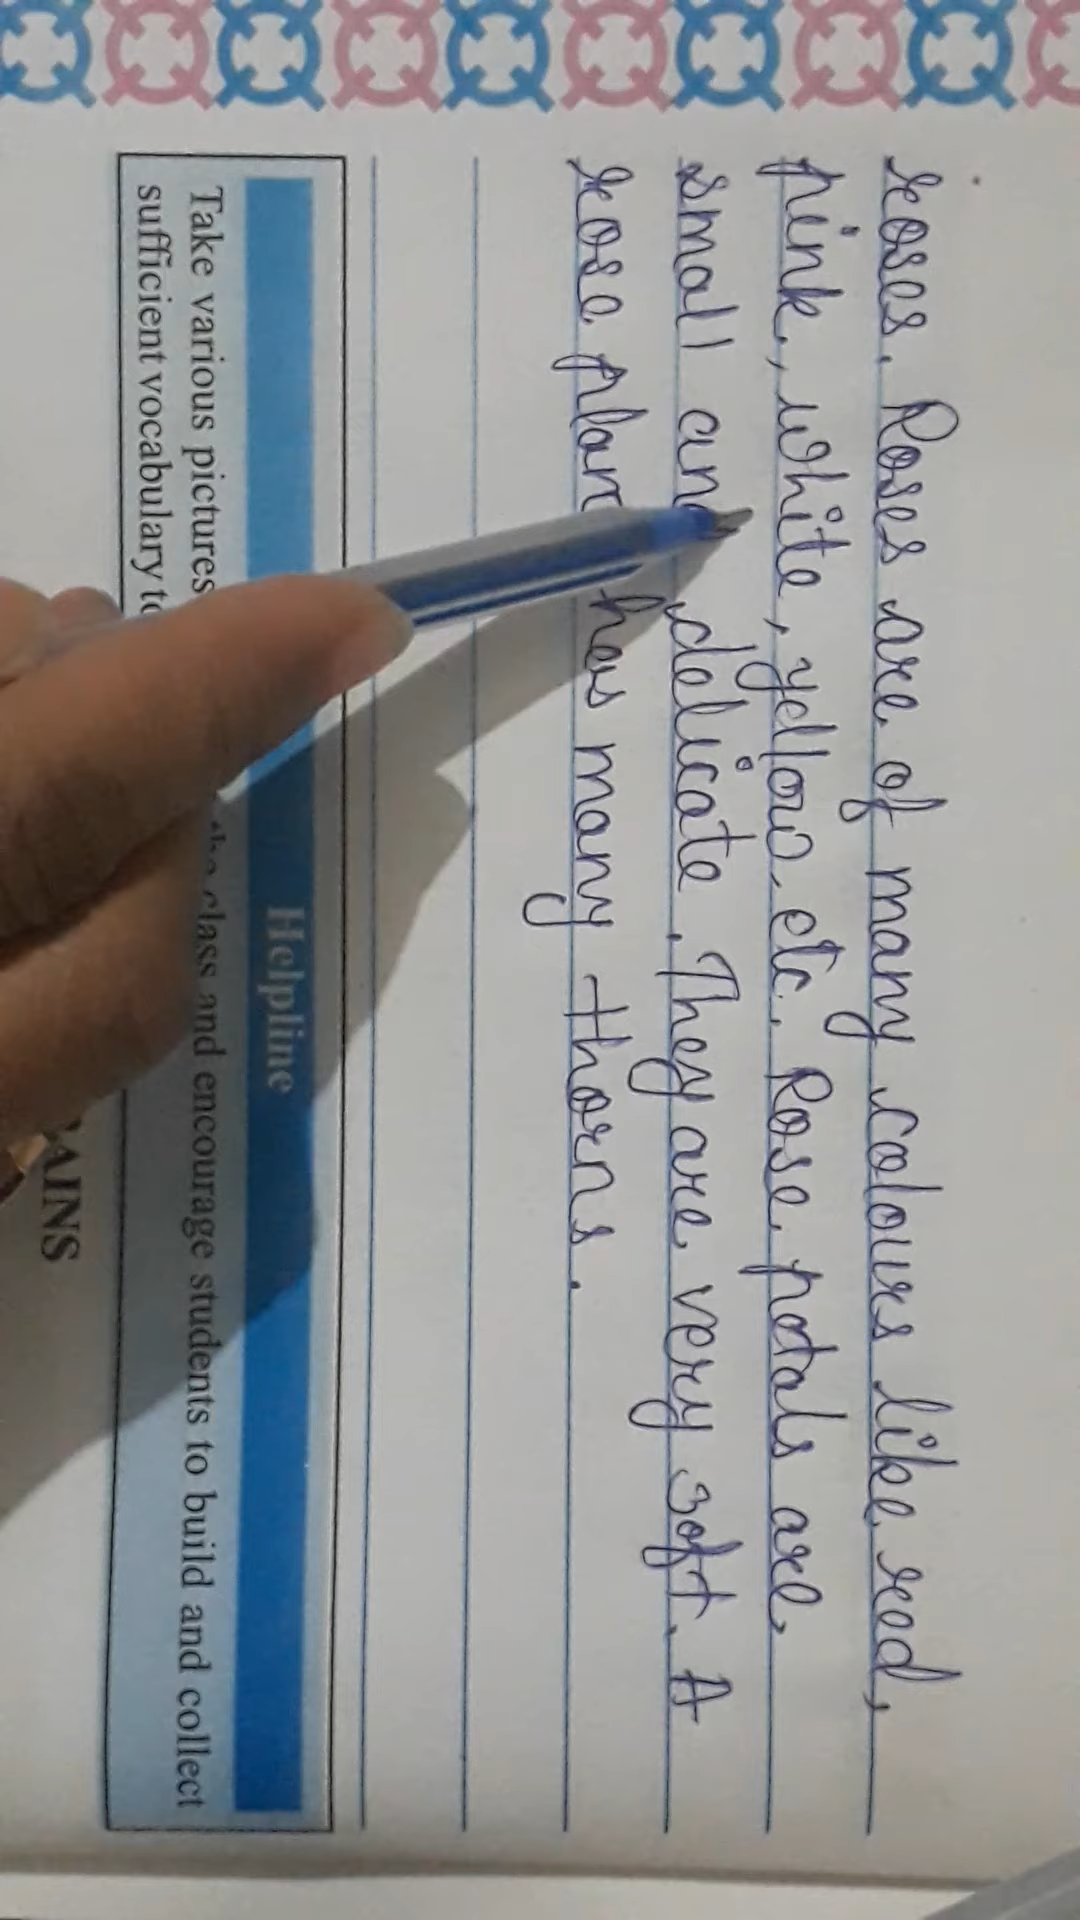 roses. Roses are of many colours like red,
pink, white, yellow, etc. Rose petals are
small and delicate. They are very soft. A
rose plant has many thorns.
Helpline
Take various pictures the class and encourage students to build and collect
sufficient vocabulary to
AINS